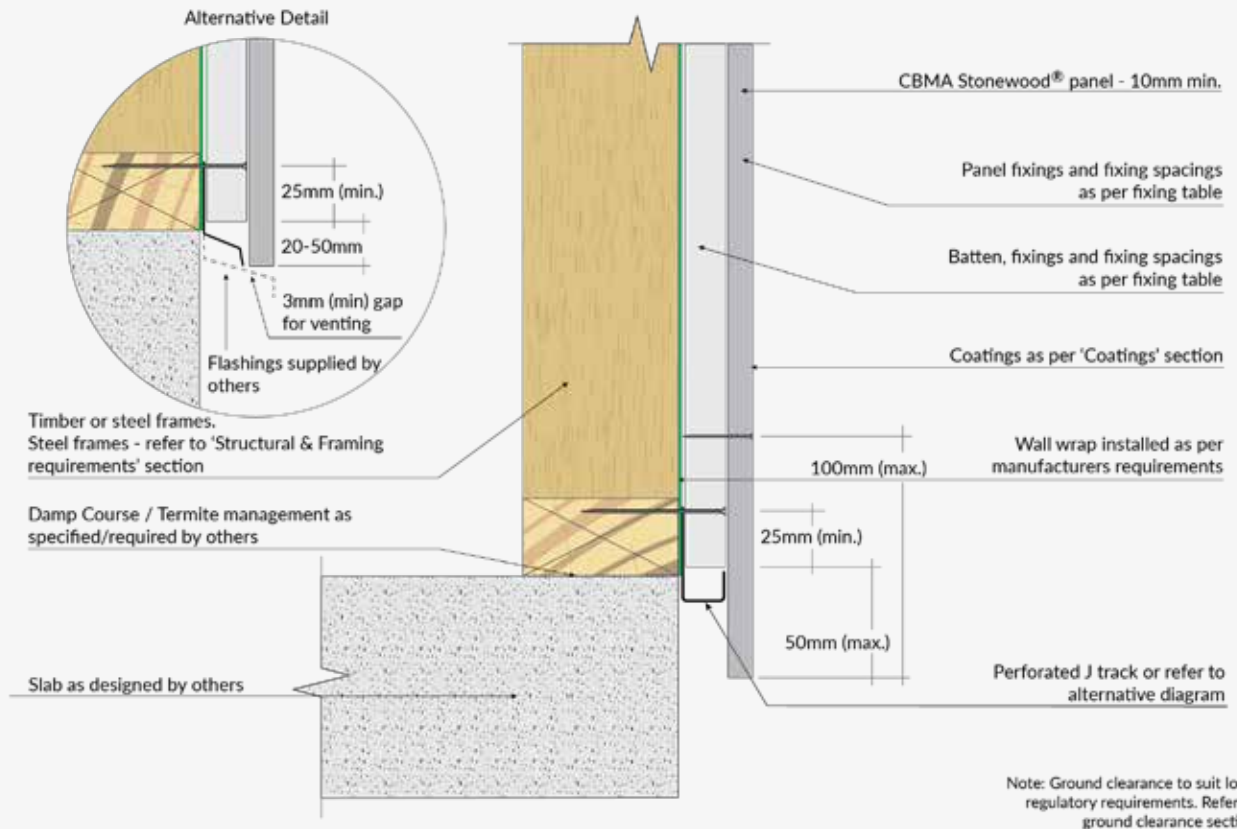 Alternative Detail
25mm (min.)
20-50mm
3mm (min) gap
for venting
Flashings supplied by
others
Timber or steel frames.
Steel frames - refer to 'Structural & Framing
requirements' section
Damp Course / Termite management as
specified/required by others
Slab as designed by others
CBMA Stonewood® panel - 10mm min.
Panel fixings and fixing spacings
as per fixing table
Batten, fixings and fixing spacings
as per fixing table
Coatings as per 'Coatings' section
Wall wrap installed as per
manufacturers requirements
100mm (max.)
25mm (min.)
50mm (max.)
Perforated J track or refer to
alternative diagram
Note: Ground clearance to suit
regulatory requirements. Refer
ground clearance